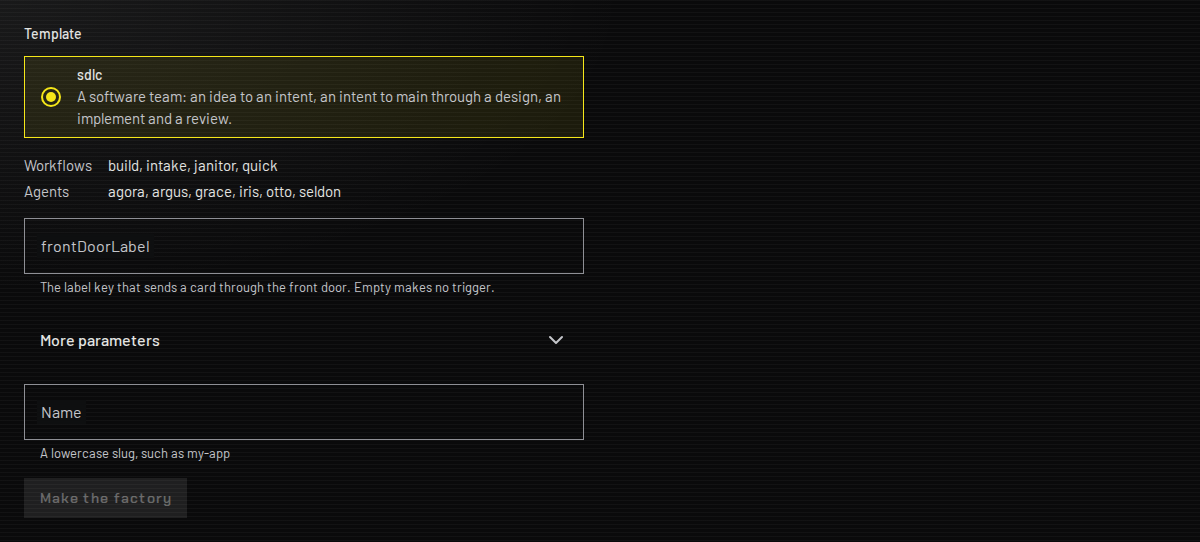 Template
sdlc
A software team: an idea to an intent, an intent to main through a design, an
implement and a review.
Workflows build, intake, janitor, quick
Agents agora, argus, grace, iris, otto, seldon
frontDoorLabel
The label key that sends a card through the front door. Empty makes no trigger.
More parameters
Name
A lowercase slug, such as my-app
Make the factory